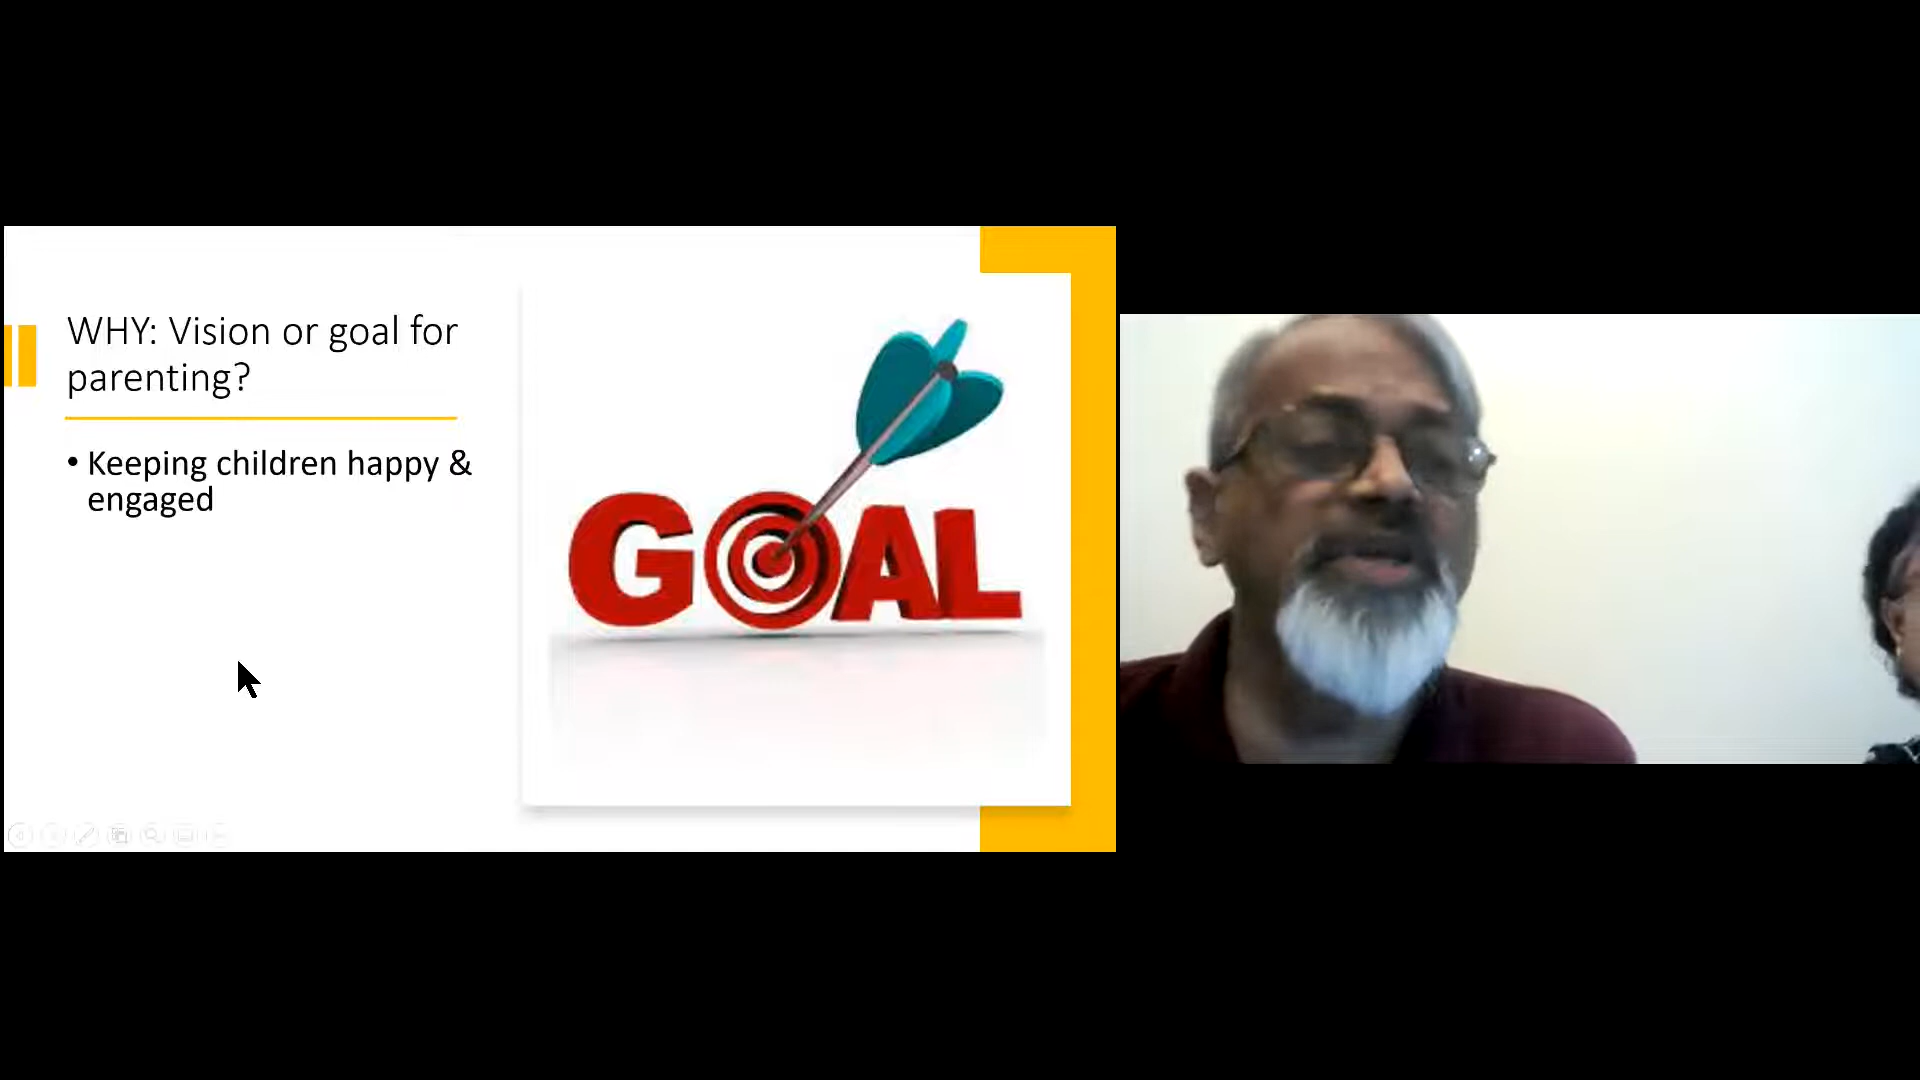 WHY: Vision or goal for
parenting?
• Keeping children happy &
engaged
GOAL